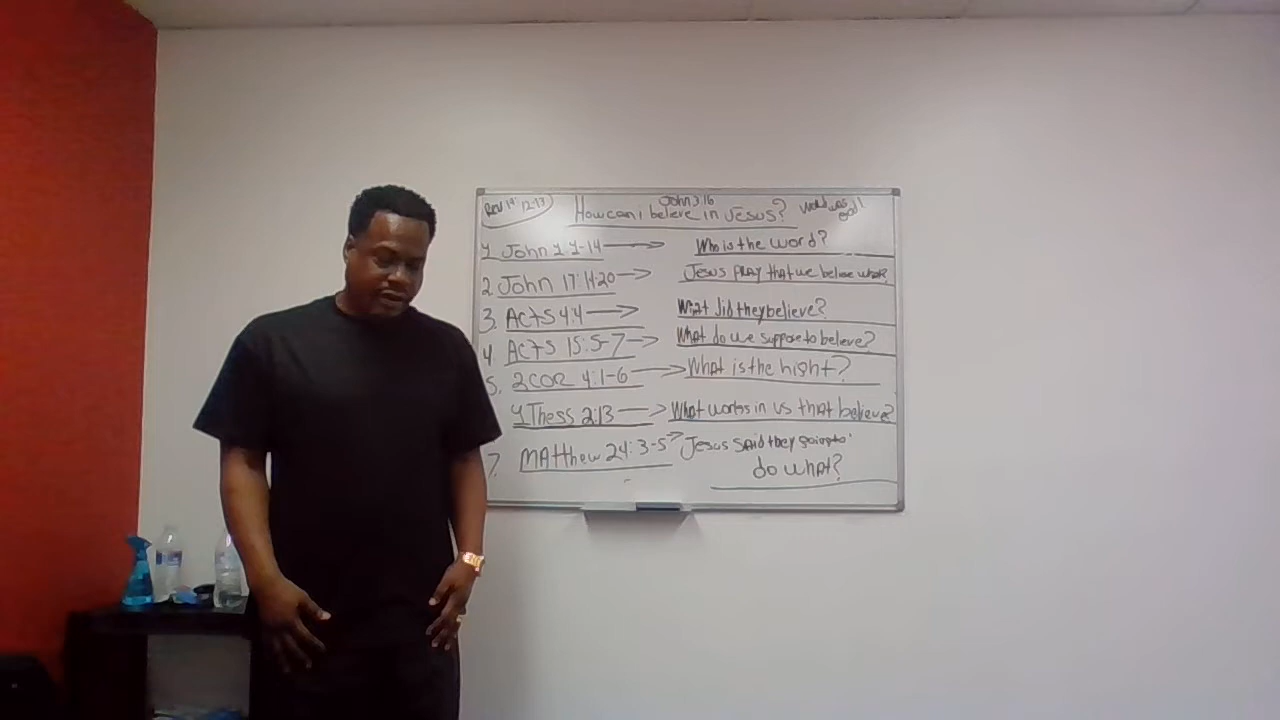 Rev 19:12-13
John 3:16
How can i believe in Jesus?
word was God!
1. John 1:1-14 → Who is the word?
2. John 17:14-20 → Jesus pray that we believe what?
3. Acts 4:4 → What did they believe?
4 Acts 15:5-7 → What do we suppose to believe?
5. 2COR 4:1-6 → What is the hight?
1 Thess 2:13 → What works in us that believe?
7. Matthew 24:3-5 → Jesus said they going to
do what?